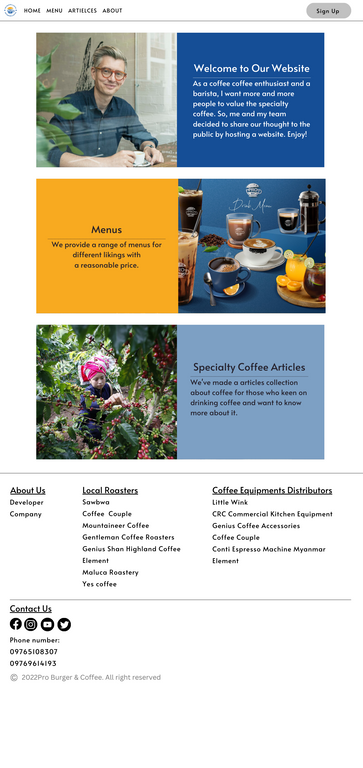 HOME MENU ARTIELCES ABOUT
Sign Up
Welcome to Our Website
As a coffee coffee enthusiast and a
barista, I want more and more
people to value the specialty
coffee. So, me and my team
decided to share our thought to the
public by hosting a website. Enjoy!
Menus
We provide a range of menus for
different likings with
a reasonable price.
Drink Menu
Specialty Coffee Articles
We've made a articles collection
about coffee for those who keen on
drinking coffee and want to know
more about it.
About Us
Developer
Company
Local Roasters
Sawbwa
Coffee Couple
Mountaineer Coffee
Gentleman Coffee Roasters
Genius Shan Highland Coffee
Element
Maluca Roastery
Yes coffee
Coffee Equipments Distributors
Little Wink
CRC Commercial Kitchen Equipment
Genius Coffee Accessories
Coffee Couple
Conti Espresso Machine Myanmar
Element
Contact Us
Phone number:
09765108307
09769614193
© 2022Pro Burger & Coffee. All right reserved